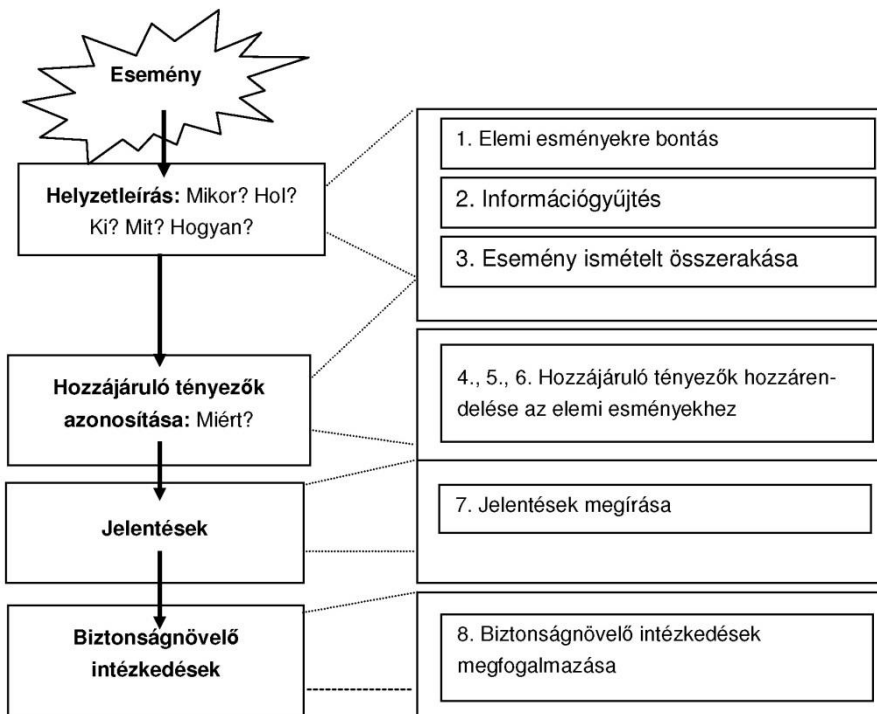 Esemény
Helyzetleírás: Mikor? Hol?
Ki? Mit? Hogyan?
1. Elemi esményekre bontás
2. Információgyűjtés
3. Esemény ismételt összerakása
Hozzájáruló tényezők
azonosítása: Miért?
4., 5., 6. Hozzájáruló tényezők hozzáren-
delése az elemi esményekhez
Jelentések
7. Jelentések megírása
Biztonságnövelő
intézkedések
8. Biztonságnövelő intézkedések
megfogalmazása